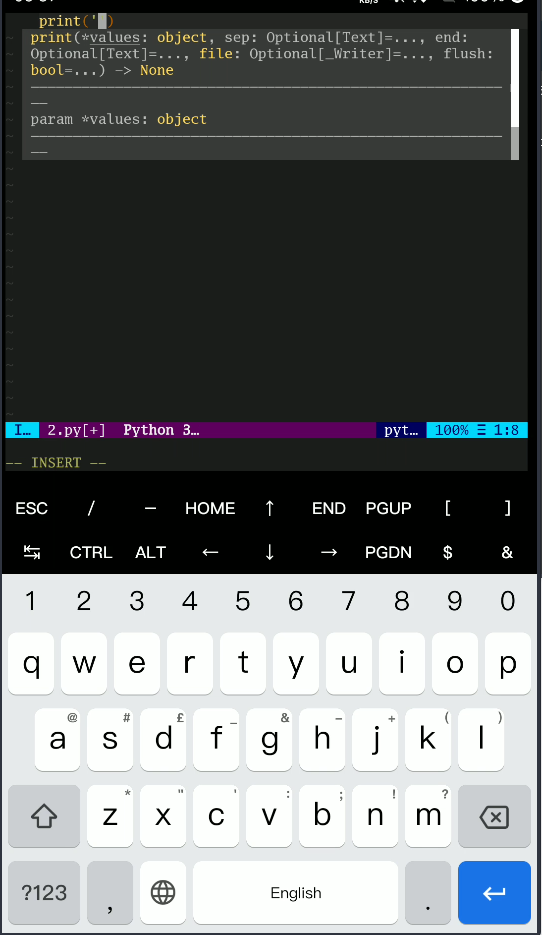 print('')
print(*values: object, sep: Optional[Text]=..., end:
Optional[Text]=..., file: Optional[_Writer]=..., flush:
bool=...) -> None
param *values: object
I… 2.py[+] Python 3… pyt… 100% ☰ 1:8
-- INSERT --
ESC / — HOME ↑ END PGUP [ ]
↹ CTRL ALT ← ↓ → PGDN $ &
1 2 3 4 5 6 7 8 9 0
q w e r t y u i o p
@ # £ _ & - + ( )
a s d f g h j k l
* " ' : ; ! ?
z x c v b n m
?123 , English .